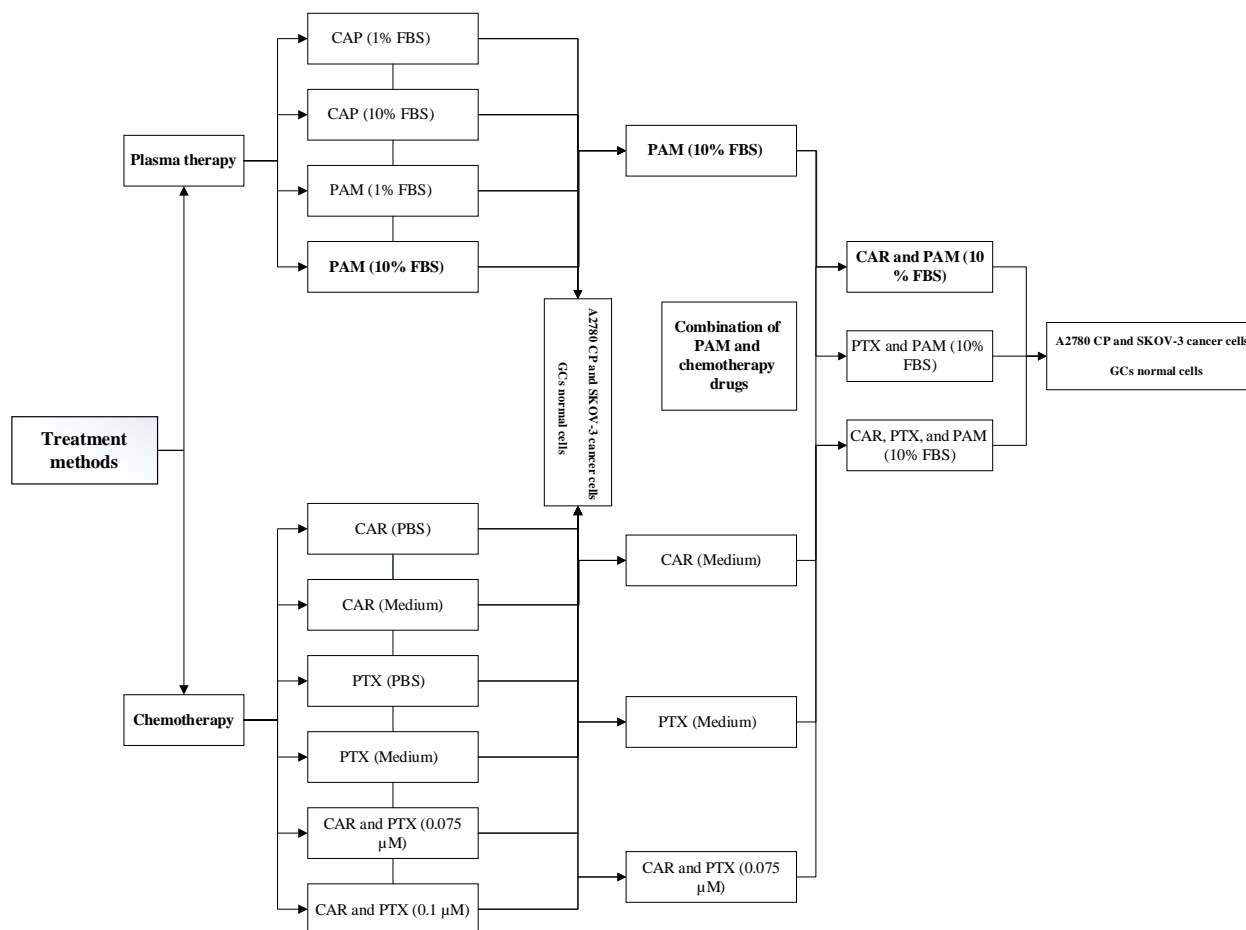 Treatment
methods
Plasma therapy
Chemotherapy
CAP (1% FBS)
CAP (10% FBS)
PAM (1% FBS)
PAM (10% FBS)
CAR (PBS)
CAR (Medium)
PTX (PBS)
PTX (Medium)
CAR and PTX (0.075
µM)
CAR and PTX (0.1 µM)
A2780 CP and SKOV-3 cancer cells
GCs normal cells
PAM (10% FBS)
Combination of
PAM and
chemotherapy
drugs
CAR (Medium)
PTX (Medium)
CAR and PTX (0.075
µM)
CAR and PAM (10
% FBS)
PTX and PAM (10%
FBS)
CAR, PTX, and PAM
(10% FBS)
A2780 CP and SKOV-3 cancer cells
GCs normal cells